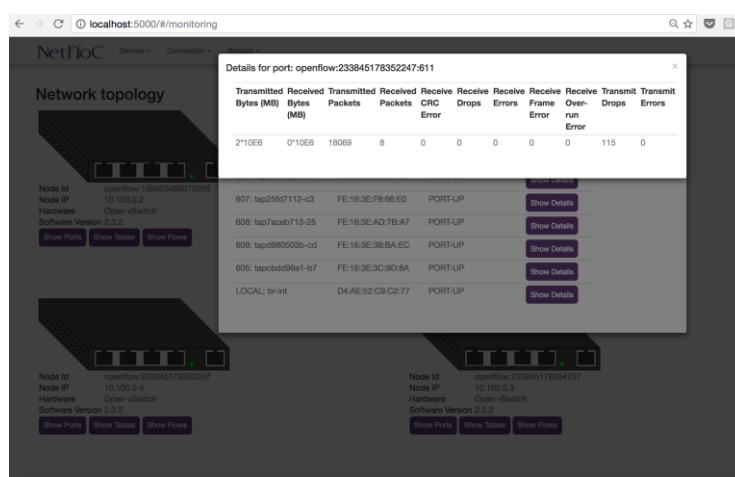 localhost:5000/#/monitoring
NetFloC Service Connection Bridges
Network topology
Details for port: openflow:233845178352247:611 ×
Transmitted Bytes (MB) Received Bytes (MB) Transmitted Packets Received Packets Receive CRC Error Receive Drops Receive Errors Receive Frame Error Receive Over-run Error Transmit Drops Transmit Errors
2*10E6 0*10E6 18069 8 0 0 0 0 0 115 0
Show Details
607: FE:16:3E:F8:66:E0 PORT-UP Show Details
608: tap7aceb713-25 FE:16:3E:AD:7B:A7 PORT-UP Show Details
609: tapd980503b-cd FE:16:3E:38:BA:EC PORT-UP Show Details
605: tapcbdd99a1-b7 FE:16:3E:3C:9D:8A PORT-UP Show Details
LOCAL: br-int D4:AE:52:C9:C2:77 PORT-UP Show Details
Node Id openflow:159303460570255
Node IP 10.100.0.2
Hardware Open vSwitch
Software Version 2.3.2
Show Ports Show Tables Show Flows
Node Id openflow:233845178352247
Node IP 10.100.0.4
Hardware Open vSwitch
Software Version 2.3.2
Show Ports Show Tables Show Flows
Node Id openflow:233845178364757
Node IP 10.100.0.3
Hardware Open vSwitch
Software Version 2.3.2
Show Ports Show Tables Show Flows